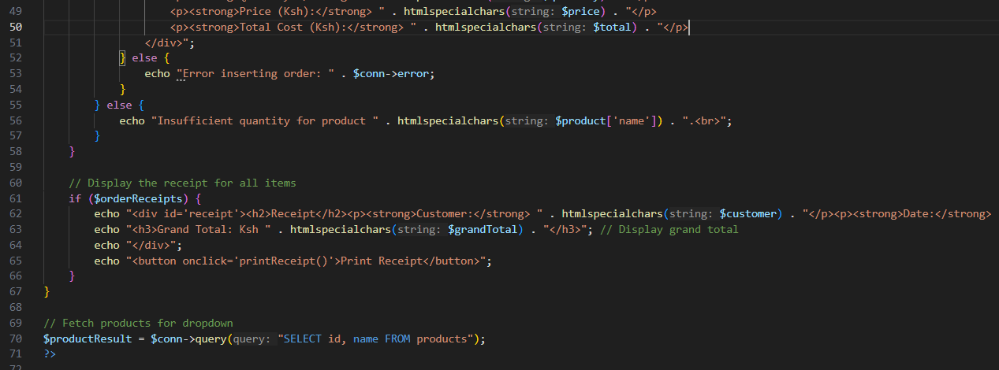 49 <p><strong>Price (Ksh):</strong> " . htmlspecialchars(string: $price) . "</p>
50 <p><strong>Total Cost (Ksh):</strong> " . htmlspecialchars(string: $total) . "</p>
51 </div>";
52 } else {
53 echo "Error inserting order: " . $conn->error;
54 }
55 } else {
56 echo "Insufficient quantity for product " . htmlspecialchars(string: $product['name']) . ".<br>";
57 }
58 }
59
60 // Display the receipt for all items
61 if ($orderReceipts) {
62 echo "<div id='receipt'><h2>Receipt</h2><p><strong>Customer:</strong> " . htmlspecialchars(string: $customer) . "</p><p><strong>Date:</strong>
63 echo "<h3>Grand Total: Ksh " . htmlspecialchars(string: $grandTotal) . "</h3>"; // Display grand total
64 echo "</div>";
65 echo "<button onclick='printReceipt()'>Print Receipt</button>";
66 }
67 }
68
69 // Fetch products for dropdown
70 $productResult = $conn->query(query: "SELECT id, name FROM products");
71 ?>
72